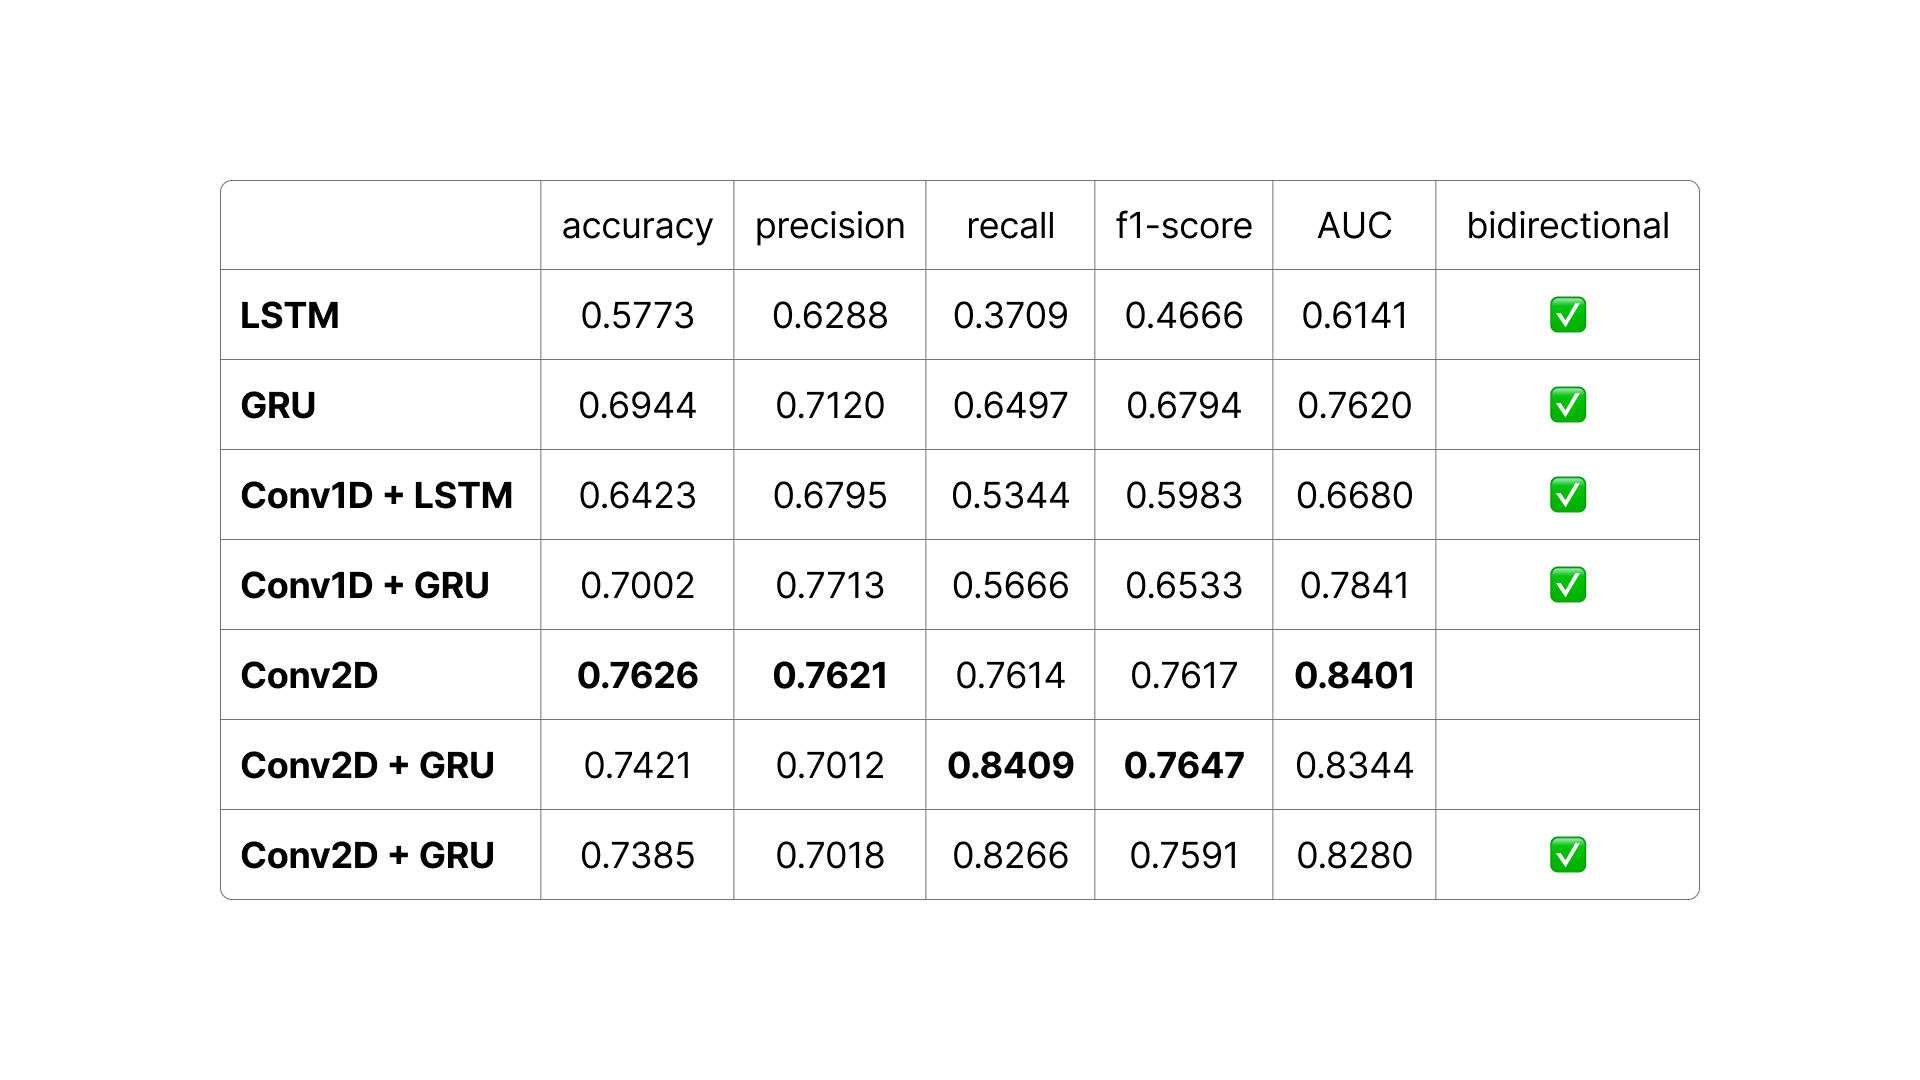 accuracy precision recall f1-score AUC bidirectional
LSTM 0.5773 0.6288 0.3709 0.4666 0.6141 ✅
GRU 0.6944 0.7120 0.6497 0.6794 0.7620 ✅
Conv1D + LSTM 0.6423 0.6795 0.5344 0.5983 0.6680 ✅
Conv1D + GRU 0.7002 0.7713 0.5666 0.6533 0.7841 ✅
Conv2D 0.7626 0.7621 0.7614 0.7617 0.8401
Conv2D + GRU 0.7421 0.7012 0.8409 0.7647 0.8344
Conv2D + GRU 0.7385 0.7018 0.8266 0.7591 0.8280 ✅